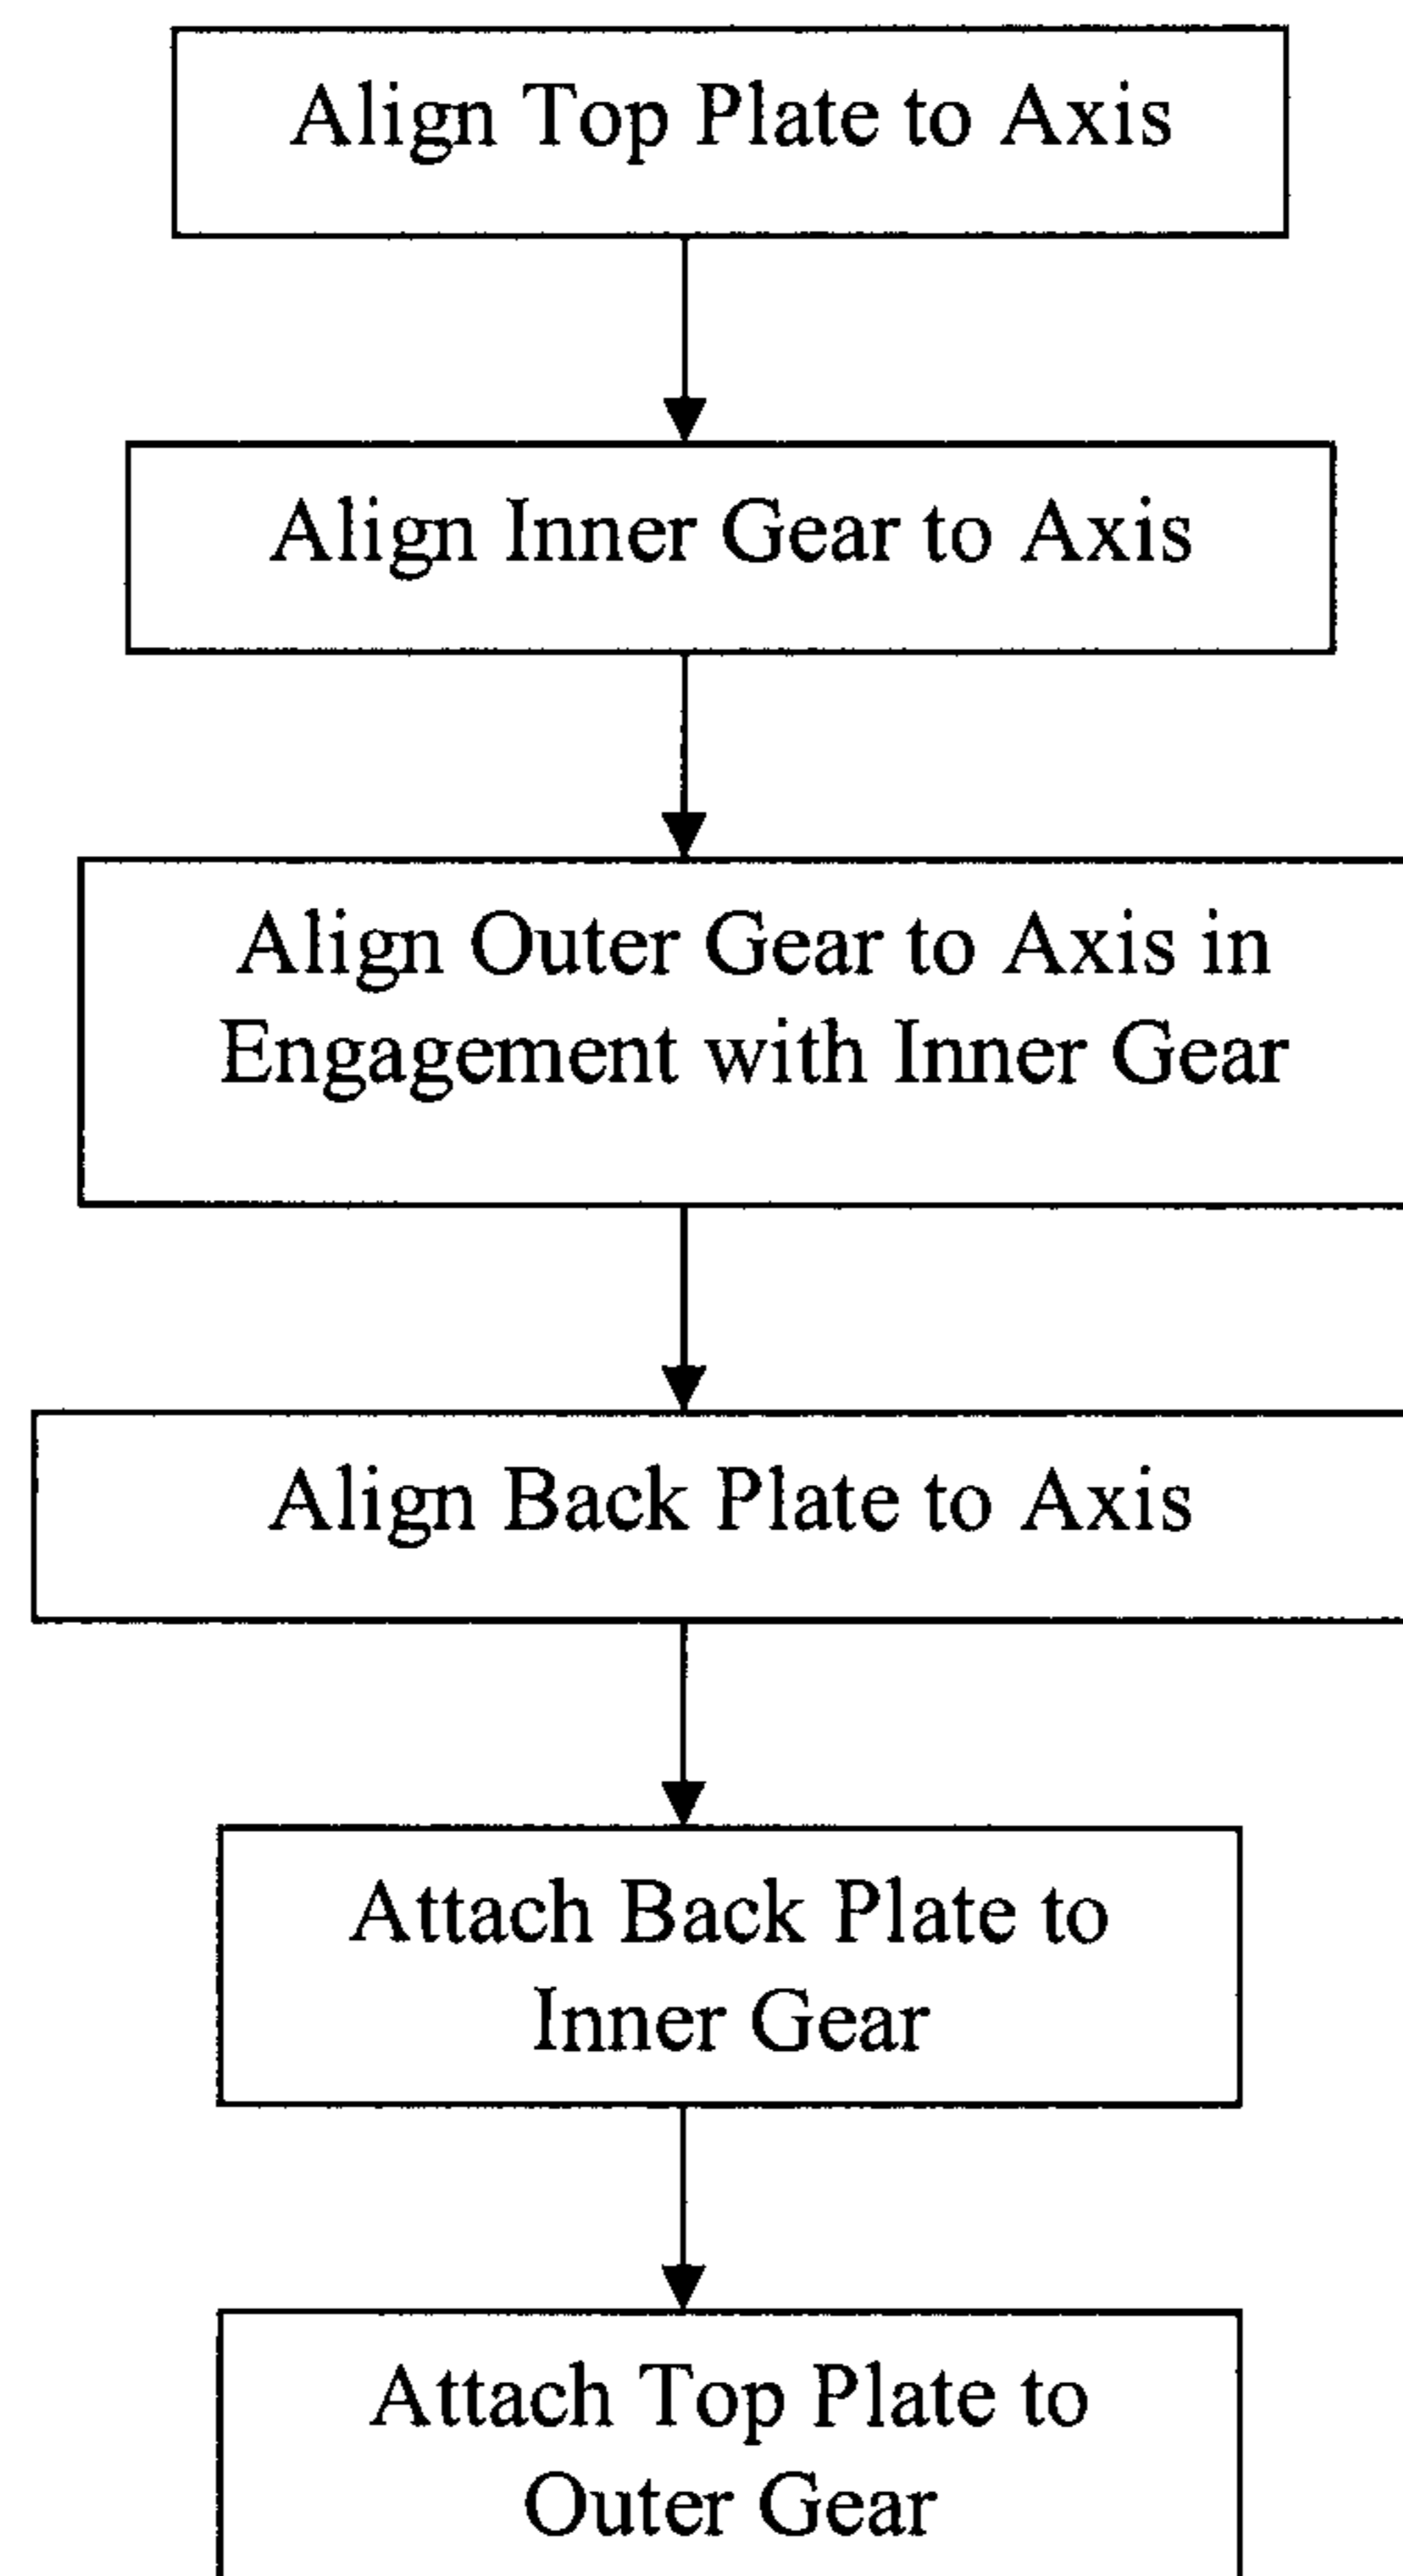 Align Top Plate to Axis
Align Inner Gear to Axis
Align Outer Gear to Axis in
Engagement with Inner Gear
Align Back Plate to Axis
Attach Back Plate to
Inner Gear
Attach Top Plate to
Outer Gear